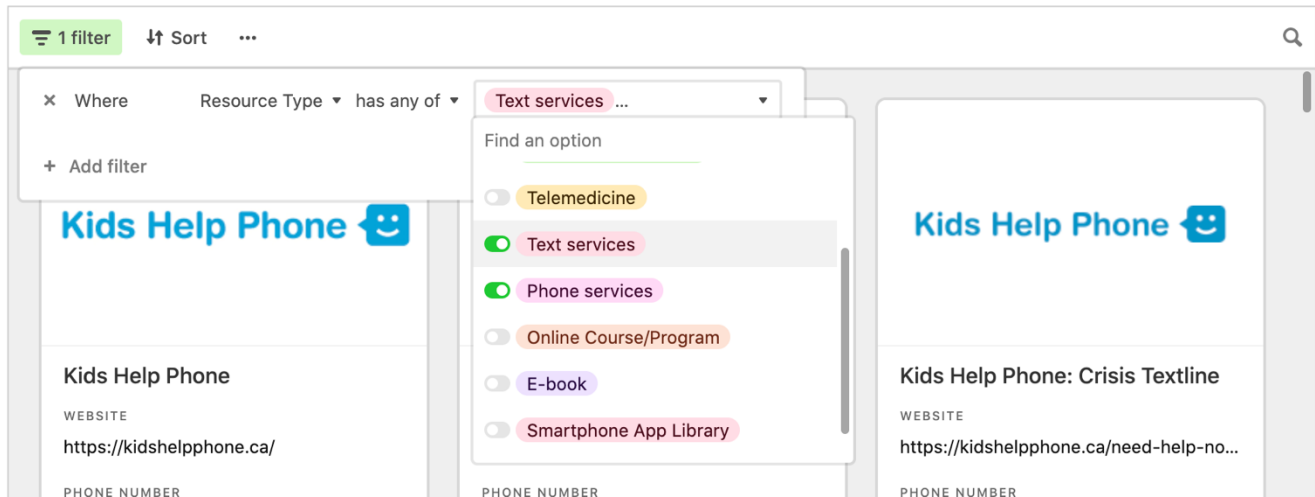 1 filter Sort ...
Where Resource Type has any of Text services ...
Find an option
+ Add filter
Telemedicine
Text services
Phone services
Online Course/Program
E-book
Smartphone App Library
Kids Help Phone
Kids Help Phone
WEBSITE
https://kidshelpphone.ca/
PHONE NUMBER
PHONE NUMBER
Kids Help Phone
Kids Help Phone: Crisis Textline
WEBSITE
https://kidshelpphone.ca/need-help-no...
PHONE NUMBER